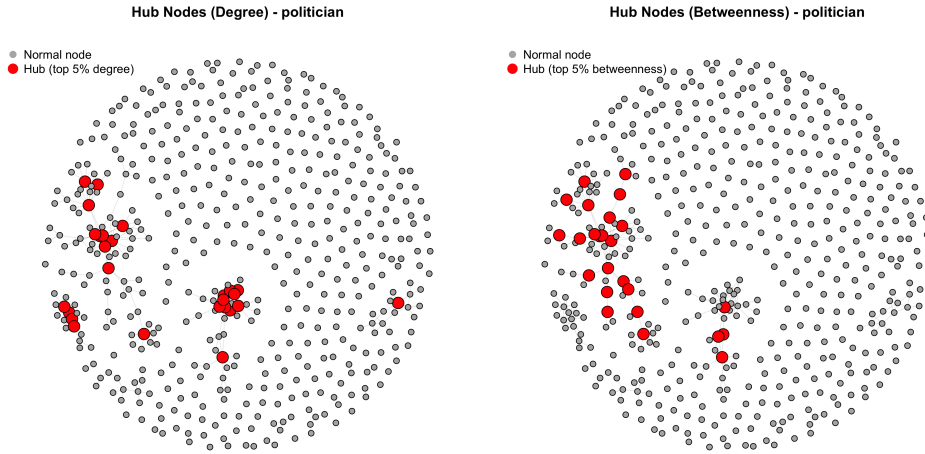 Hub Nodes (Degree) - politician
Normal node
Hub (top 5% degree)
Hub Nodes (Betweenness) - politician
Normal node
Hub (top 5% betweenness)